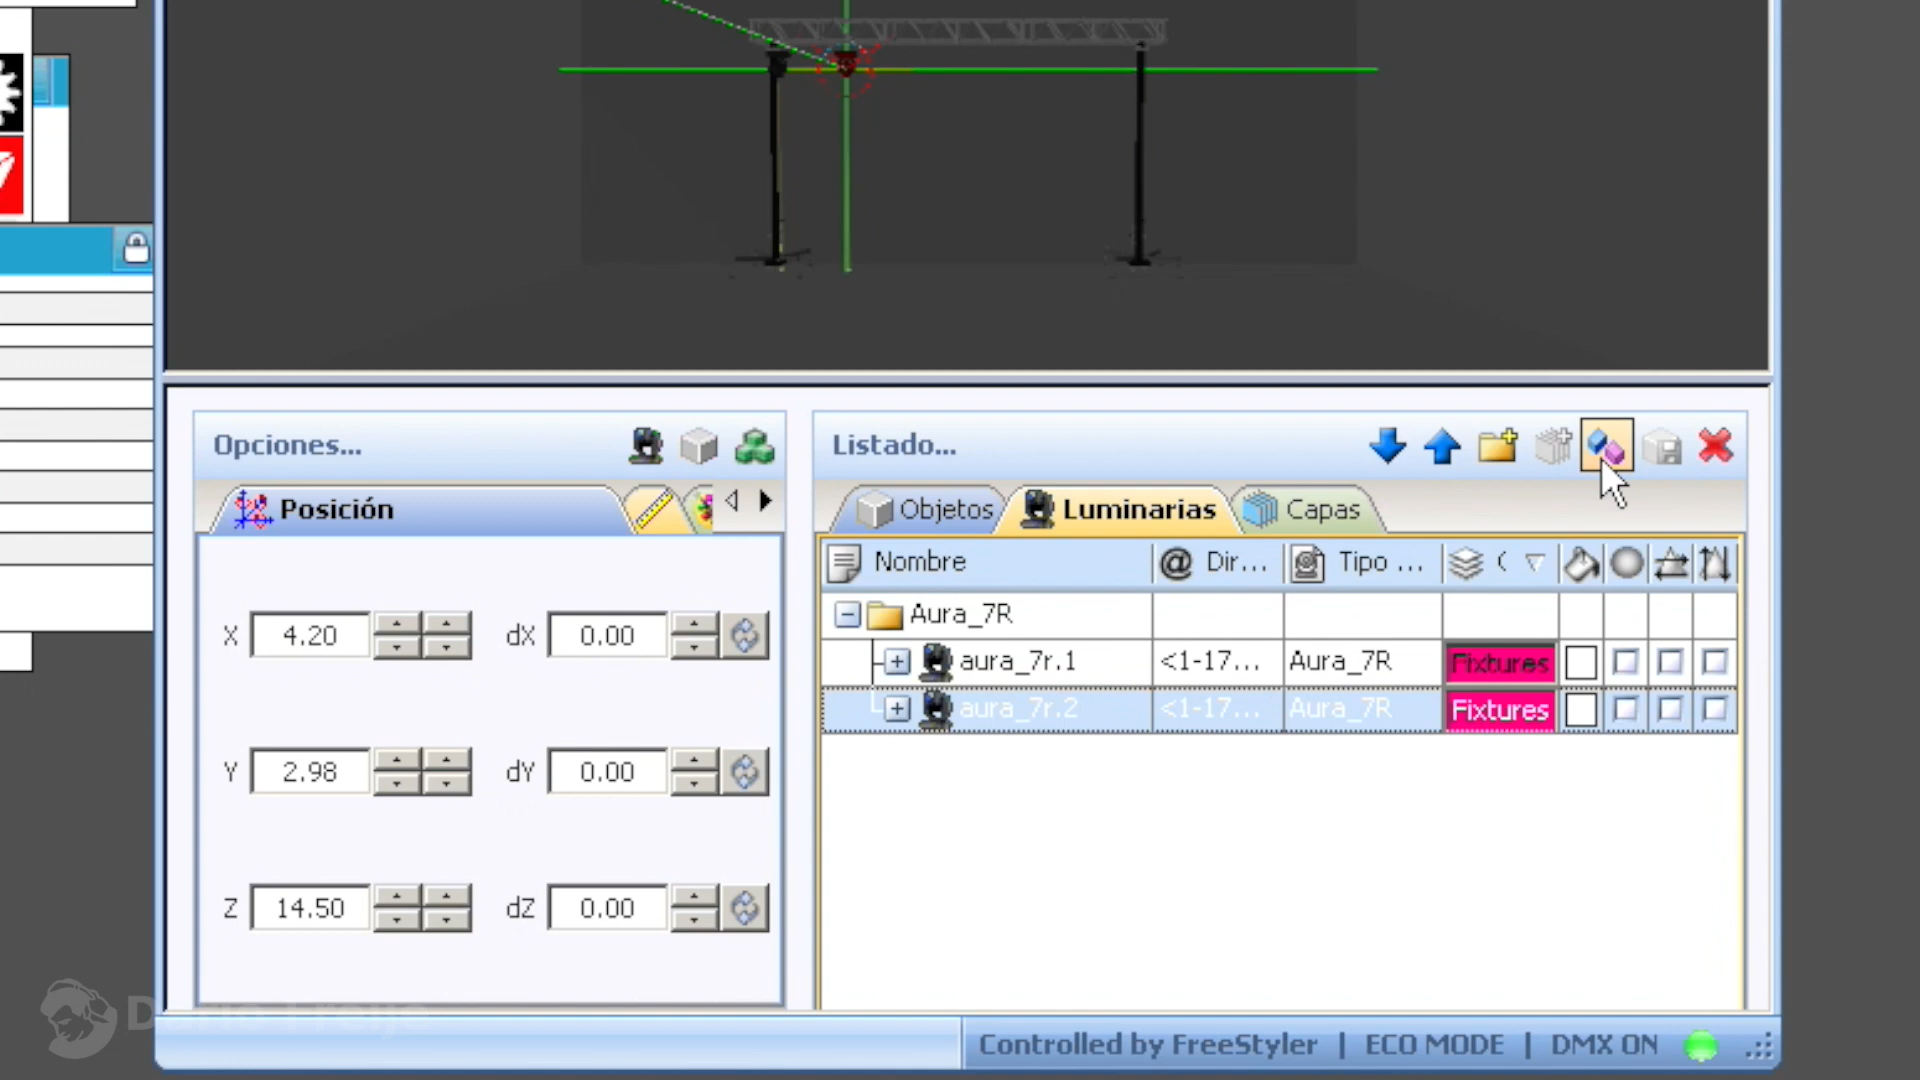 Opciones...
Posición
X 4.20 dX 0.00
Y 2.98 dY 0.00
Z 14.50 dZ 0.00
Listado...
Objetos Luminarias Capas
Nombre @ Dir... Tipo ... (
Aura_7R
aura_7r.1 <1-17... Aura_7R Fixtures
aura_7r.2 <1-17... Aura_7R Fixtures
Controlled by FreeStyler | ECO MODE | DMX ON